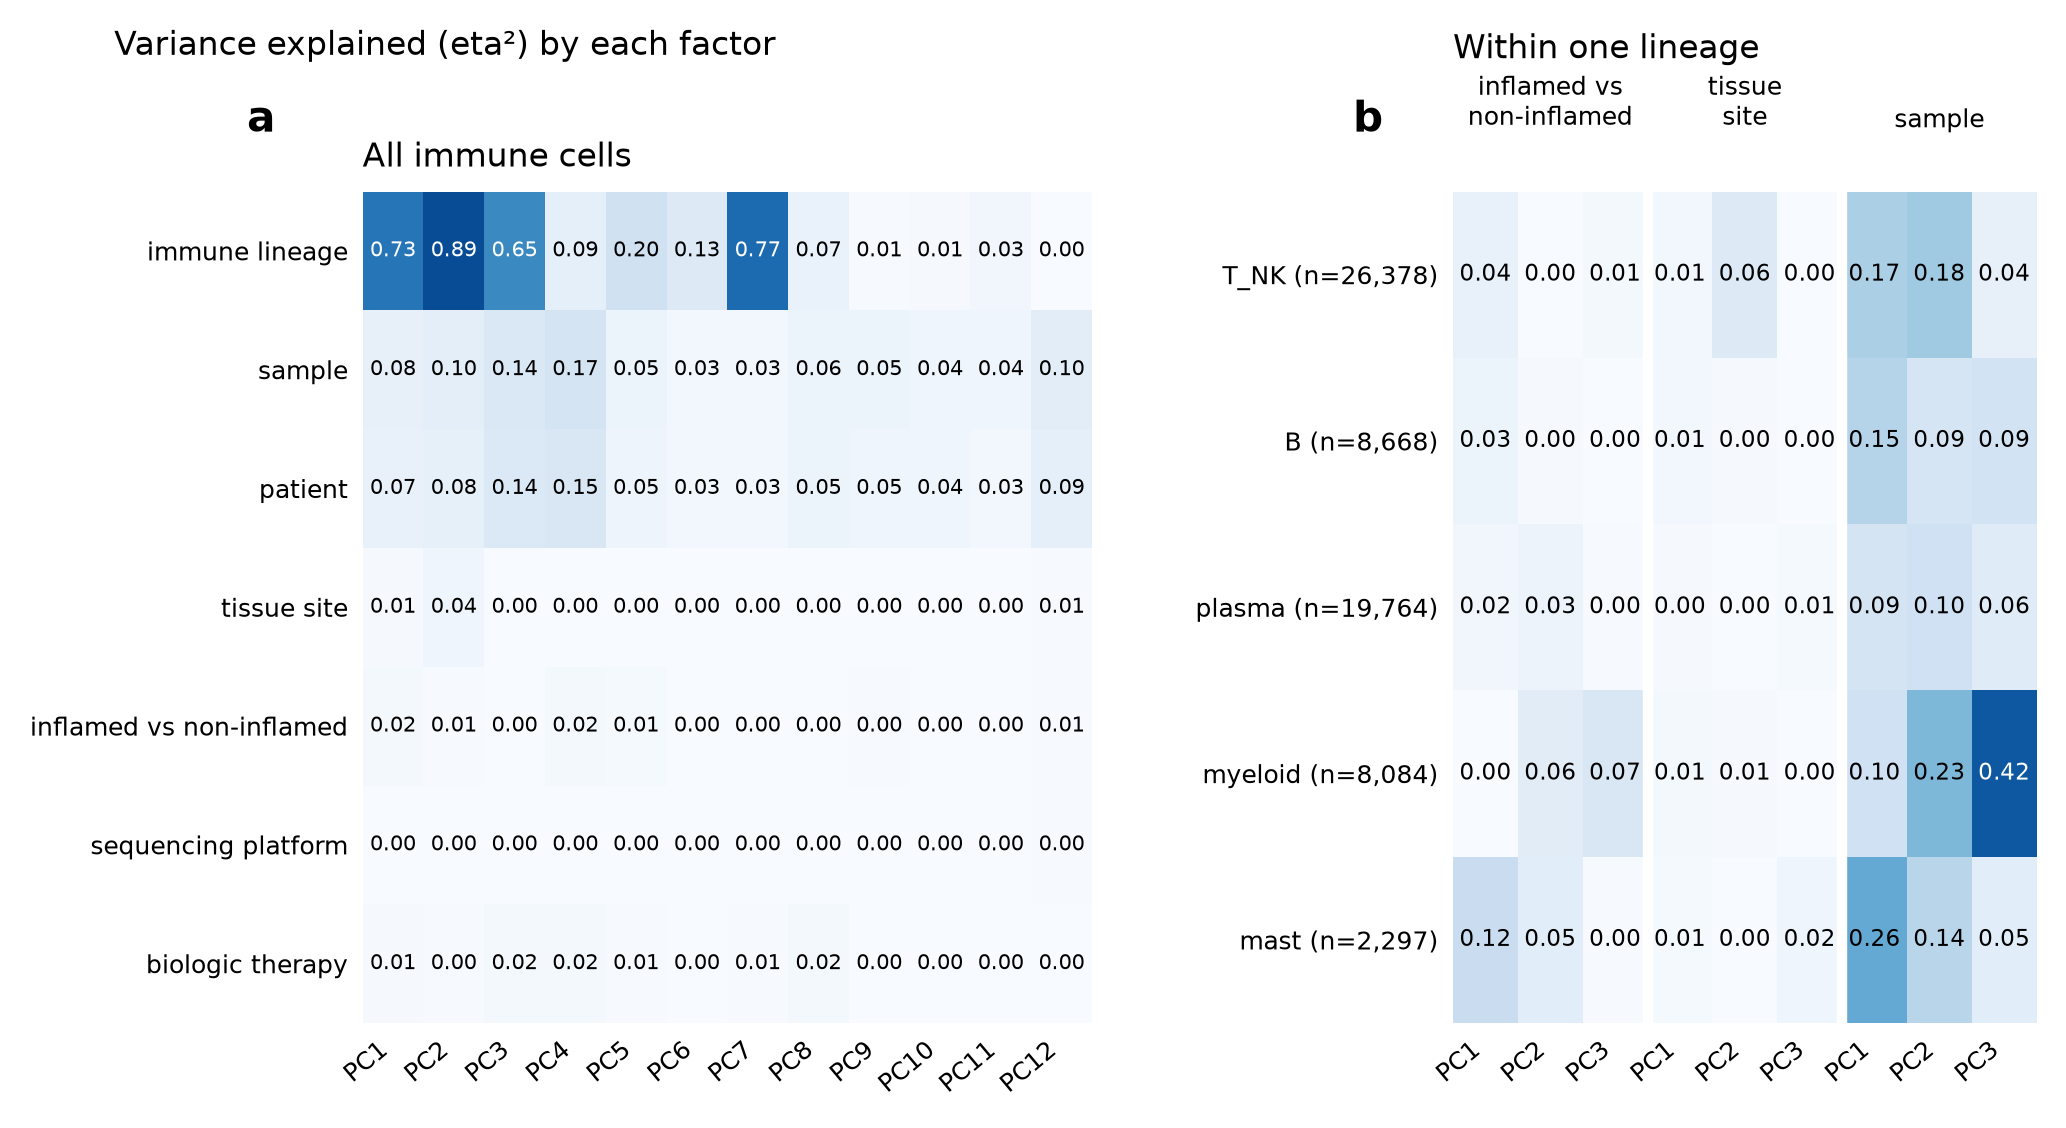 Variance explained (eta²) by each factor
a
All immune cells
immune lineage 0.73 0.89 0.65 0.09 0.20 0.13 0.77 0.07 0.01 0.01 0.03 0.00
sample 0.08 0.10 0.14 0.17 0.05 0.03 0.03 0.06 0.05 0.04 0.04 0.10
patient 0.07 0.08 0.14 0.15 0.05 0.03 0.03 0.05 0.05 0.04 0.03 0.09
tissue site 0.01 0.04 0.00 0.00 0.00 0.00 0.00 0.00 0.00 0.00 0.00 0.01
inflamed vs non-inflamed 0.02 0.01 0.00 0.02 0.01 0.00 0.00 0.00 0.00 0.00 0.00 0.01
sequencing platform 0.00 0.00 0.00 0.00 0.00 0.00 0.00 0.00 0.00 0.00 0.00 0.00
biologic therapy 0.01 0.00 0.02 0.02 0.01 0.00 0.01 0.02 0.00 0.00 0.00 0.00
PC1 PC2 PC3 PC4 PC5 PC6 PC7 PC8 PC9 PC10 PC11 PC12
Within one lineage
b
inflamed vs
non-inflamed
tissue
site
sample
T_NK (n=26,378) 0.04 0.00 0.01 0.01 0.06 0.00 0.17 0.18 0.04
B (n=8,668) 0.03 0.00 0.00 0.01 0.00 0.00 0.15 0.09 0.09
plasma (n=19,764) 0.02 0.03 0.00 0.00 0.00 0.01 0.09 0.10 0.06
myeloid (n=8,084) 0.00 0.06 0.07 0.01 0.01 0.00 0.10 0.23 0.42
mast (n=2,297) 0.12 0.05 0.00 0.01 0.00 0.02 0.26 0.14 0.05
PC1 PC2 PC3 PC1 PC2 PC3 PC1 PC2 PC3